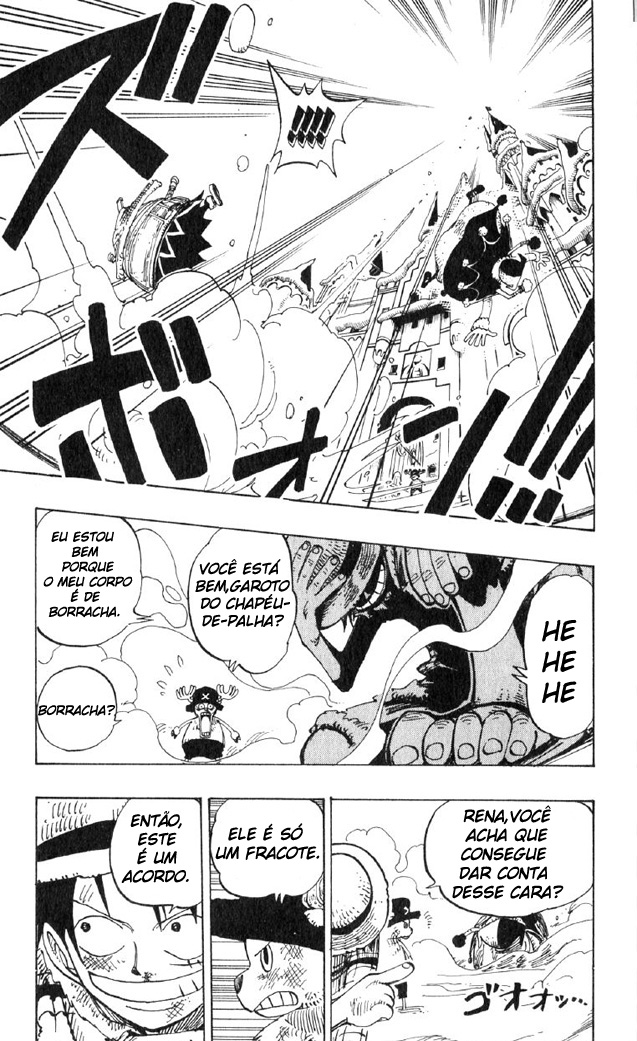 !!!!
ズ
ボオン!!!
HE
HE
HE
VOCÊ ESTÁ
BEM,GAROTO
DO CHAPÉU-
DE-PALHA?
EU ESTOU
BEM
PORQUE
O MEU CORPO
É DE
BORRACHA.
BORRACHA?
RENA,VOCÊ
ACHA QUE
CONSEGUE
DAR CONTA
DESSE CARA?
ゴオオッ...
ELE É SÓ
UM FRACOTE.
ENTÃO,
ESTE
É UM
ACORDO.